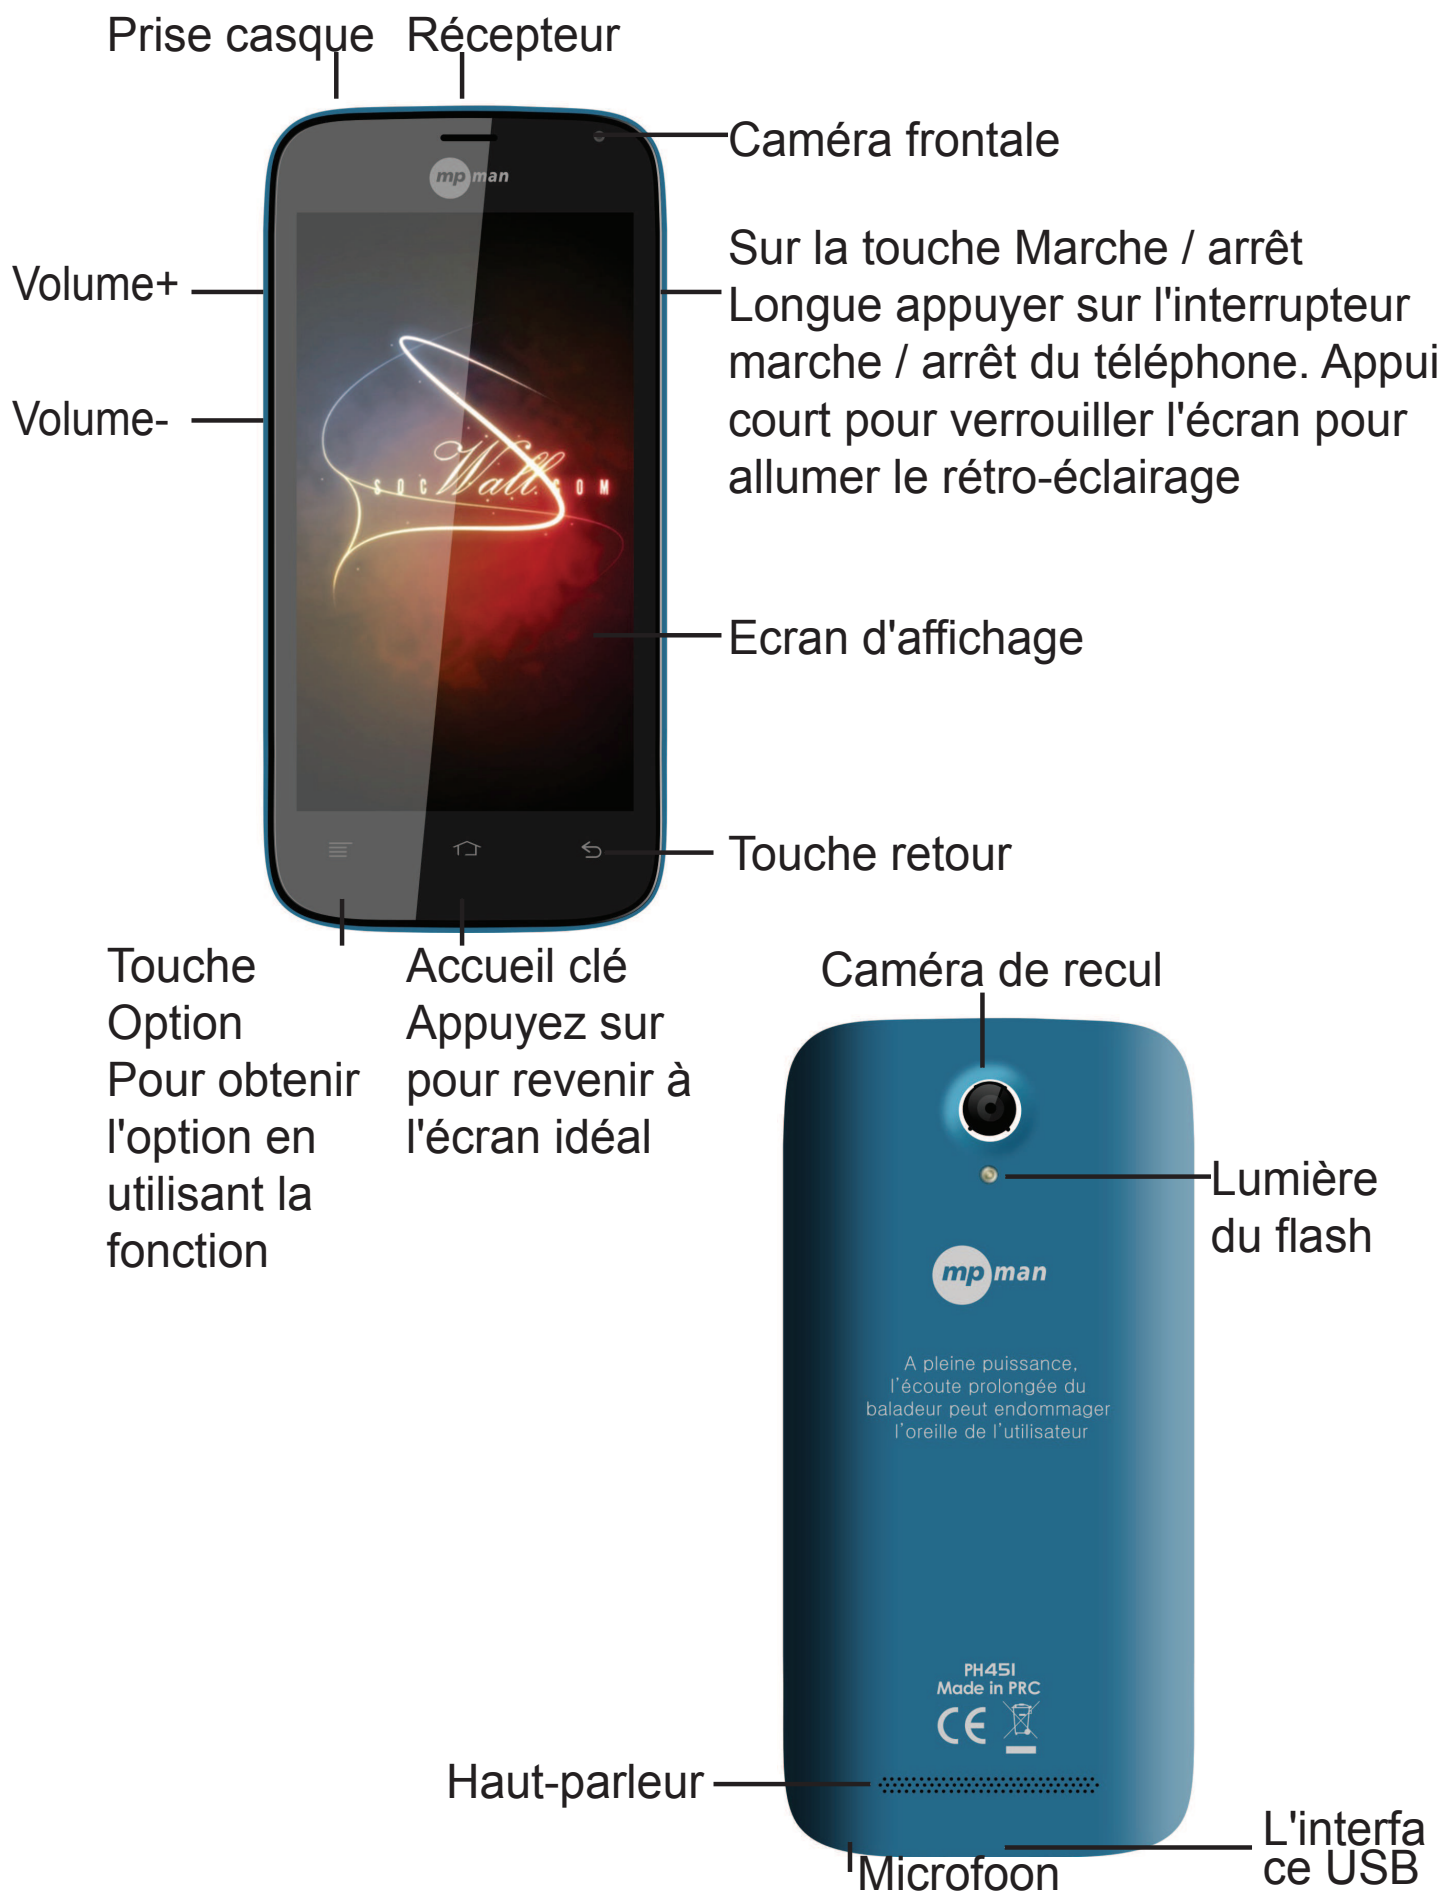 Prise casque
Récepteur
Caméra frontale
mpman
Volume+
Volume-
Sur la touche Marche / arrêt
Longue appuyer sur l'interrupteur
marche / arrêt du téléphone. Appui
court pour verrouiller l'écran pour
allumer le rétro-éclairage
SOCWall.COM
Ecran d'affichage
Touche retour
Touche
Option
Pour obtenir
l'option en
utilisant la
fonction
Accueil clé
Appuyez sur
pour revenir à
l'écran idéal
Caméra de recul
Lumière
du flash
mpman
A pleine puissance,
l'écoute prolongée du
baladeur peut endommager
l'oreille de l'utilisateur
PH451
Made in PRC
CE
Haut-parleur
Microfoon
L'interfa
ce USB